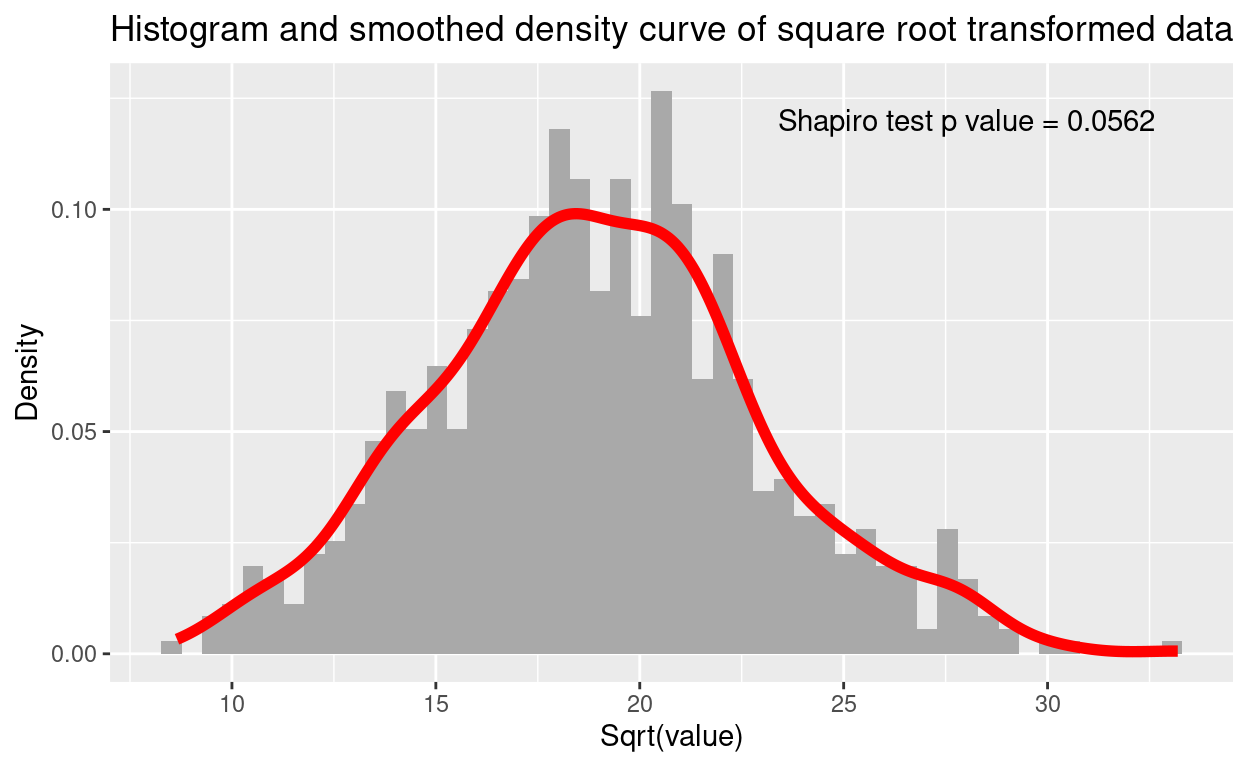 Histogram and smoothed density curve of square root transformed data
Shapiro test p value = 0.0562
Density
0.10
0.05
0.00
10 15 20 25 30
Sqrt(value)